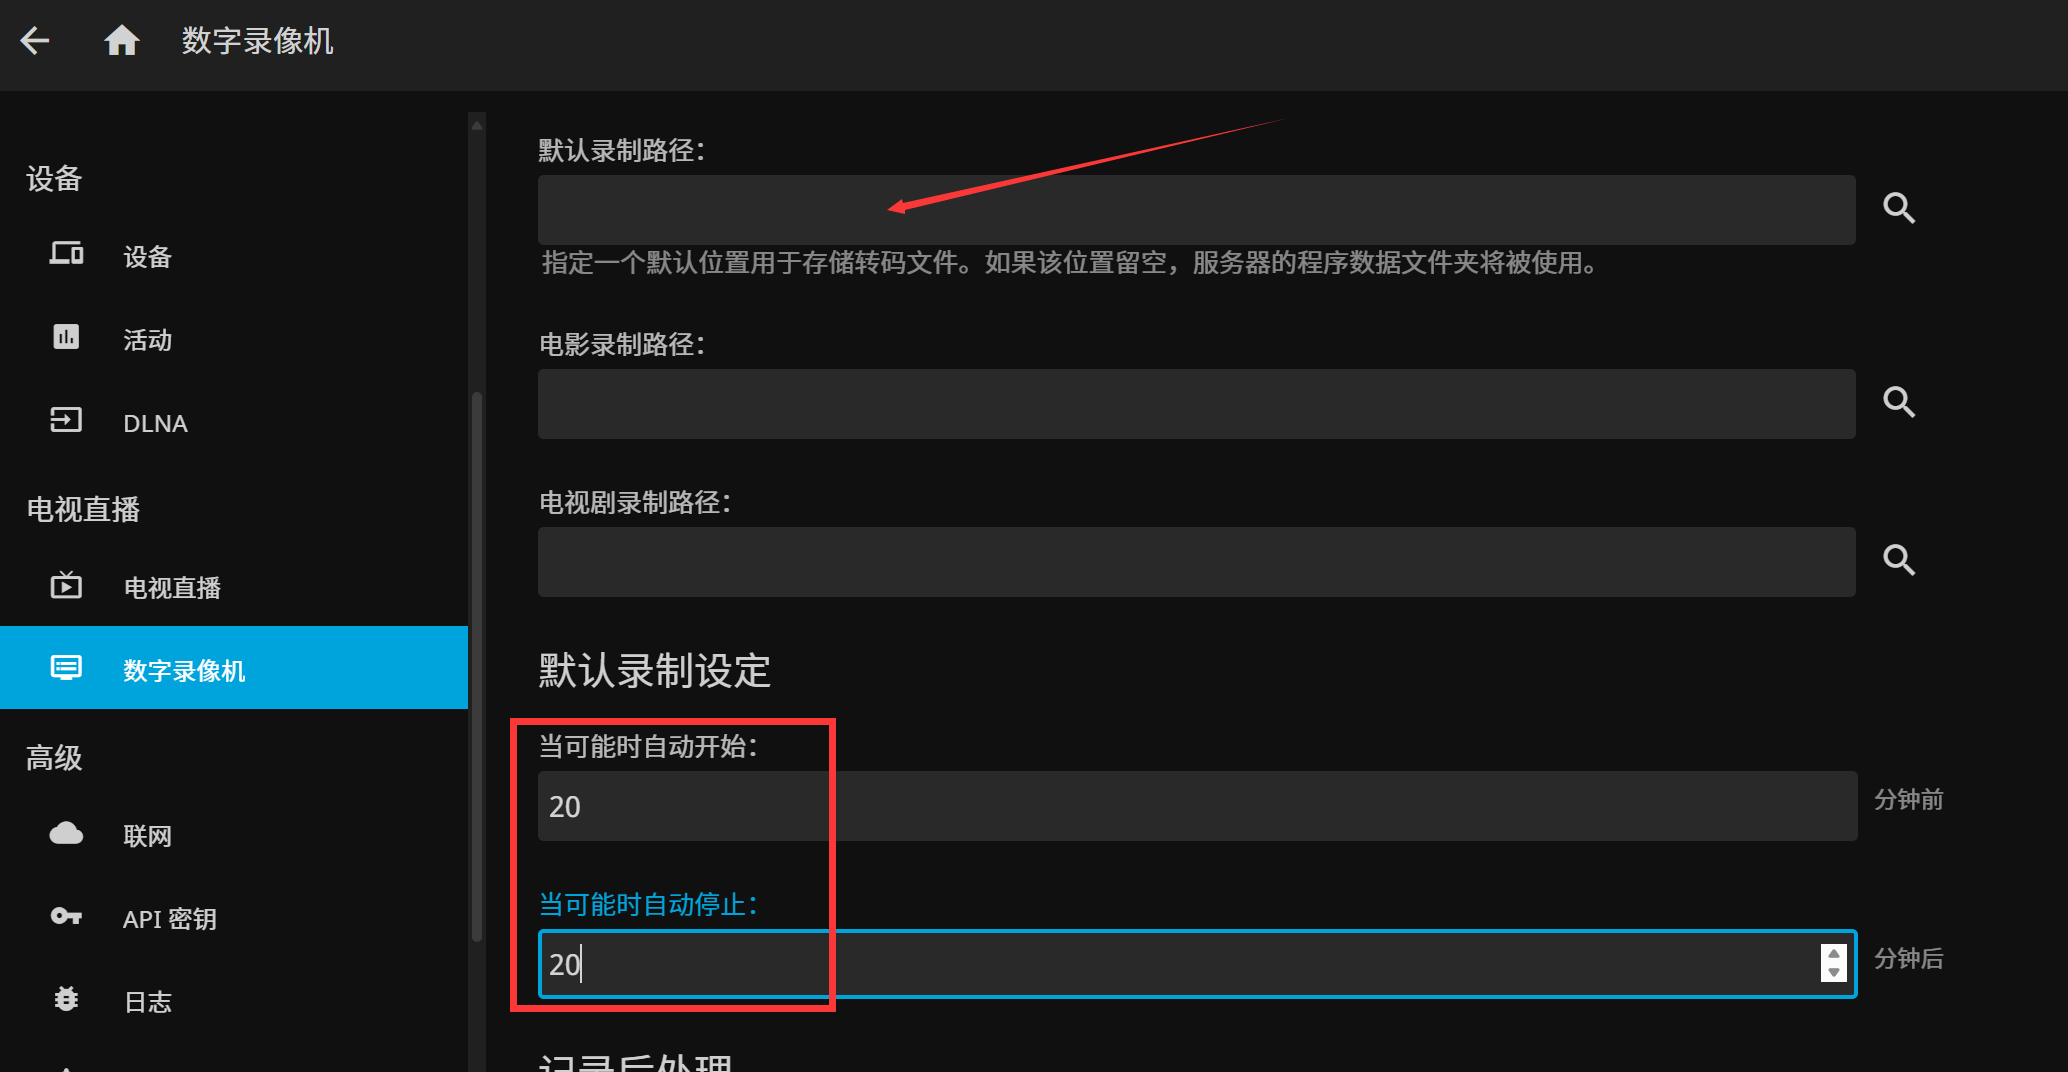 数字录像机
设备
设备
活动
DLNA
电视直播
电视直播
数字录像机
高级
联网
API 密钥
日志
默认录制路径：
指定一个默认位置用于存储转码文件。如果该位置留空，服务器的程序数据文件夹将被使用。
电影录制路径：
电视剧录制路径：
默认录制设定
当可能时自动开始：
20
分钟前
当可能时自动停止：
20
分钟后
记录后处理